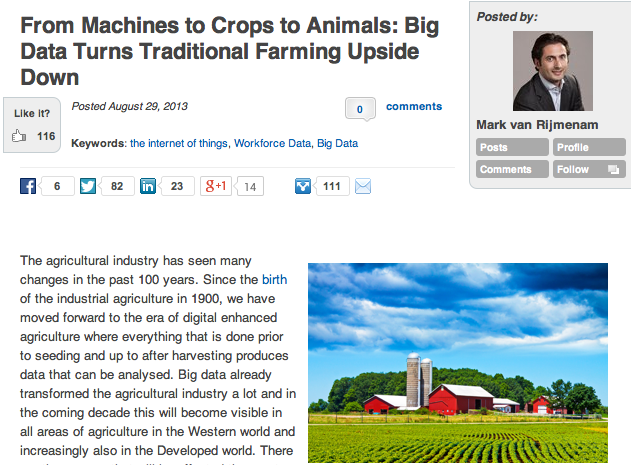 From Machines to Crops to Animals: Big
Data Turns Traditional Farming Upside
Down
Posted by:
Mark van Rijmenam
Posts
Profile
Comments
Follow
Like it?
116
Posted August 29, 2013
0
comments
Keywords: the internet of things, Workforce Data, Big Data
6
82
in
23
g+1
14
111
The agricultural industry has seen many
changes in the past 100 years. Since the birth
of the industrial agriculture in 1900, we have
moved forward to the era of digital enhanced
agriculture where everything that is done prior
to seeding and up to after harvesting produces
data that can be analysed. Big data already
transformed the agricultural industry a lot and in
the coming decade this will become visible in
all areas of agriculture in the Western world and
increasingly also in the Developed world. There